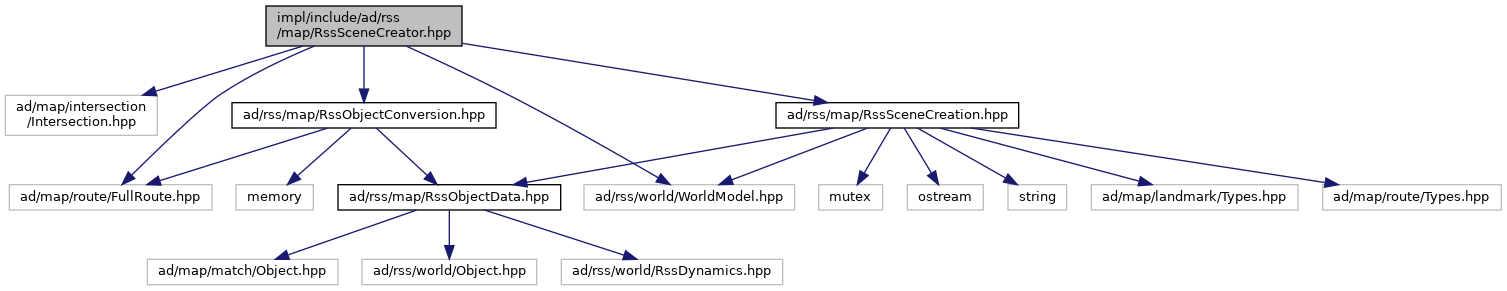 impl/include/ad/rss
/map/RssSceneCreator.hpp
ad/map/intersection
/Intersection.hpp
ad/rss/map/RssObjectConversion.hpp
ad/rss/map/RssSceneCreation.hpp
ad/map/route/FullRoute.hpp
memory
ad/rss/map/RssObjectData.hpp
ad/rss/world/WorldModel.hpp
mutex
ostream
string
ad/map/landmark/Types.hpp
ad/map/route/Types.hpp
ad/map/match/Object.hpp
ad/rss/world/Object.hpp
ad/rss/world/RssDynamics.hpp